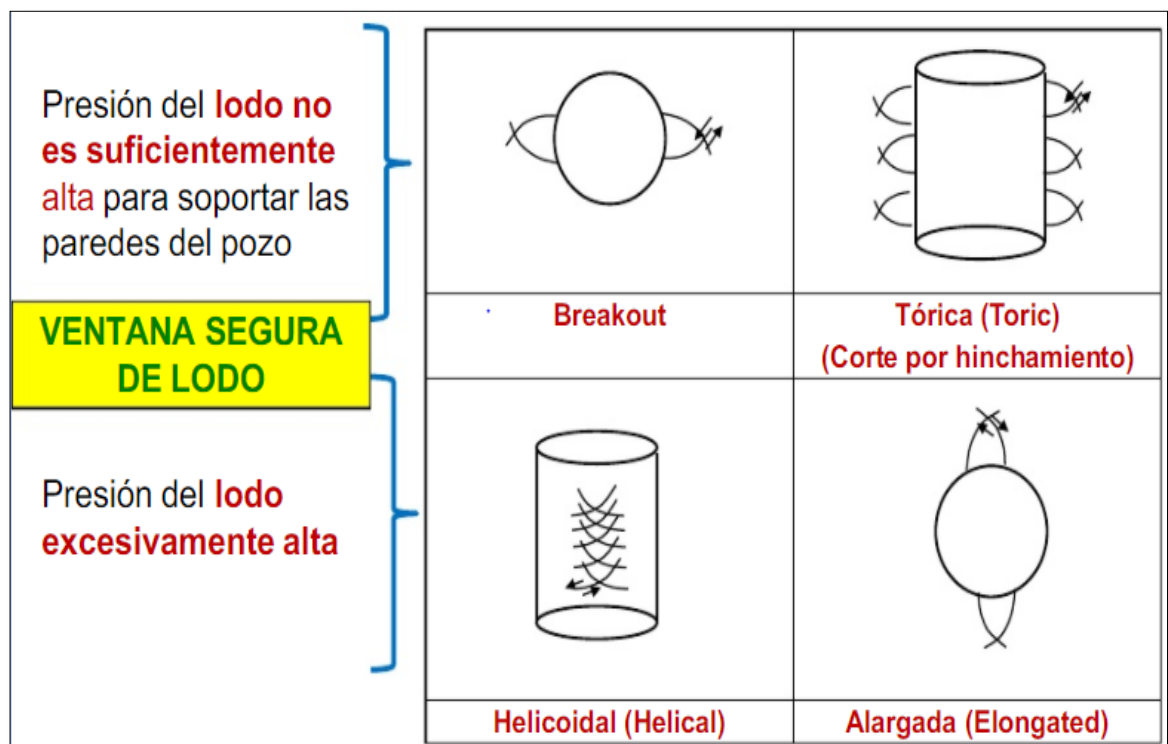 Presión del lodo no
es suficientemente
alta para soportar las
paredes del pozo
VENTANA SEGURA
DE LODO
Presión del lodo
excesivamente alta
Breakout
Tórica (Toric)
(Corte por hinchamiento)
Helicoidal (Helical)
Alargada (Elongated)